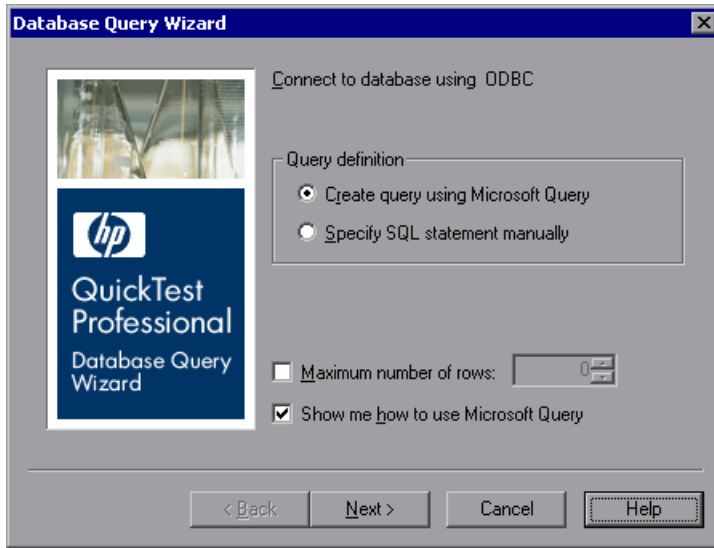 Database Query Wizard
Connect to database using ODBC
Query definition
Create query using Microsoft Query
Specify SQL statement manually
hp
QuickTest
Professional
Database Query
Wizard
Maximum number of rows: 0
Show me how to use Microsoft Query
< Back Next > Cancel Help